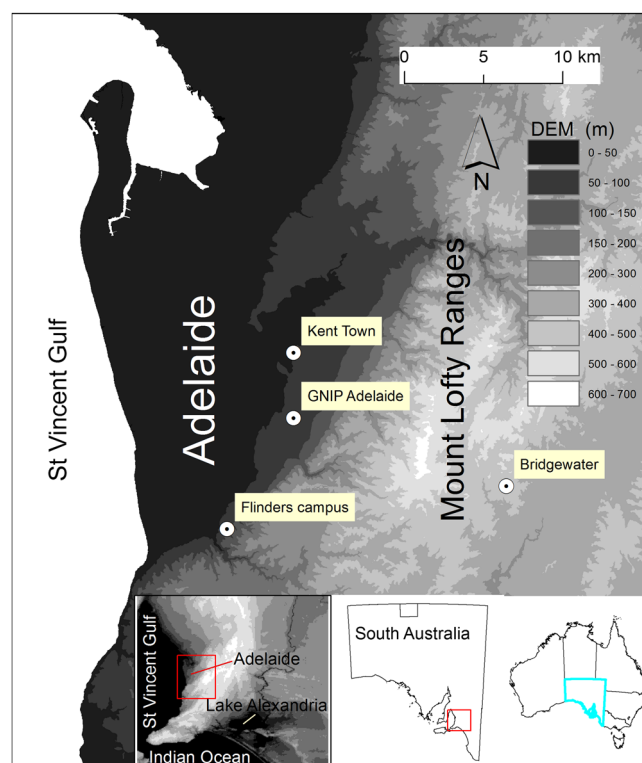 0 5 10 km
DEM (m)
0 - 50
50 - 100
100 - 150
150 - 200
200 - 300
300 - 400
400 - 500
500 - 600
600 - 700
N
St Vincent Gulf
Adelaide
Mount Lofty Ranges
Kent Town
GNIP Adelaide
Bridgewater
Flinders campus
St Vincent Gulf
Adelaide
Lake Alexandria
Indian Ocean
South Australia